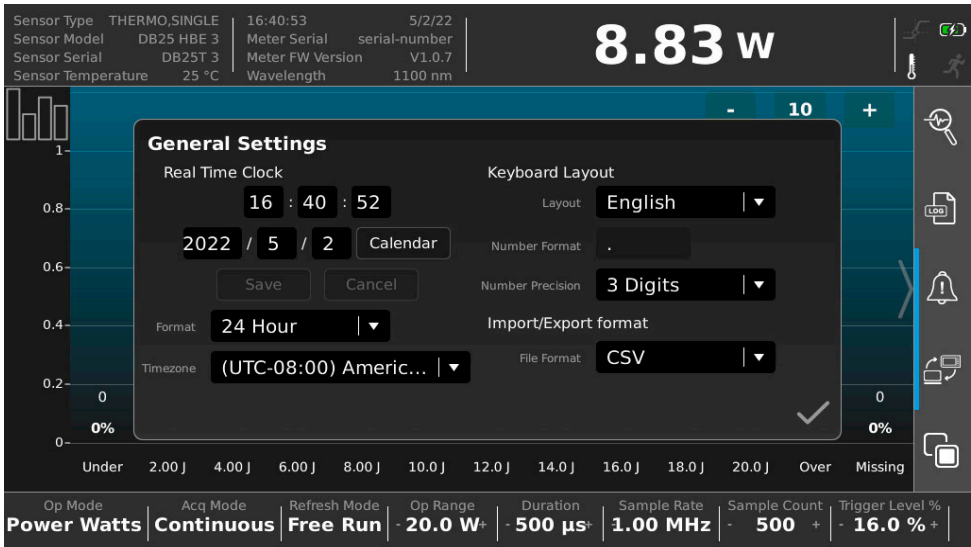 Sensor Type THERMO,SINGLE
Sensor Model DB25 HBE 3
Sensor Serial DB25T 3
Sensor Temperature 25 °C
16:40:53 5/2/22
Meter Serial serial-number
Meter FW Version V1.0.7
Wavelength 1100 nm
8.83 W
- 10 +
General Settings
Real Time Clock
16 : 40 : 52
2022 / 5 / 2 Calendar
Save Cancel
Format 24 Hour
Timezone (UTC-08:00) Americ...
Keyboard Layout
Layout English
Number Format .
Number Precision 3 Digits
Import/Export format
File Format CSV
LOG
1
0.8
0.6
0.4
0.2
0
0
0%
0
0%
Under 2.00 J 4.00 J 6.00 J 8.00 J 10.0 J 12.0 J 14.0 J 16.0 J 18.0 J 20.0 J Over Missing
Op Mode Acq Mode Refresh Mode Op Range Duration Sample Rate Sample Count Trigger Level %
Power Watts Continuous Free Run - 20.0 W + - 500 µs + - 1.00 MHz - 500 + - 16.0 % +